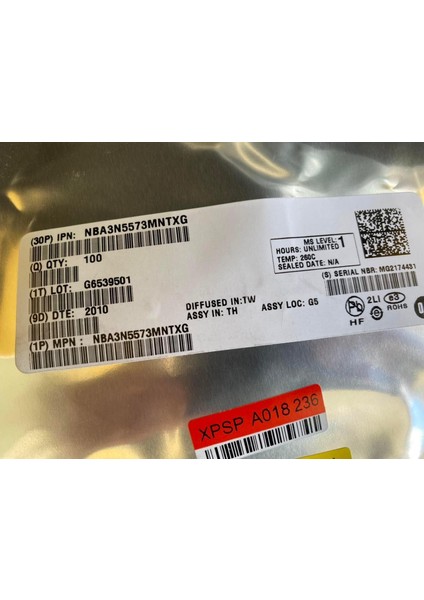 (30P) IPN: NBA3N5573MNTXG
(Q) QTY: 100
(1T) LOT: G6539501
(9D) DTE: 2010
(1P) MPN: NBA3N5573MNTXG
DIFFUSED IN:TW
ASSY IN: TH
ASSY LOC: G5
MS LEVEL: 1
HOURS: UNLIMITED
TEMP: 260C
SEALED DATE: N/A
(S) SERIAL NBR: MG2174431
Pb
HF
2LI
e3
RoHS
XPSP A018 236